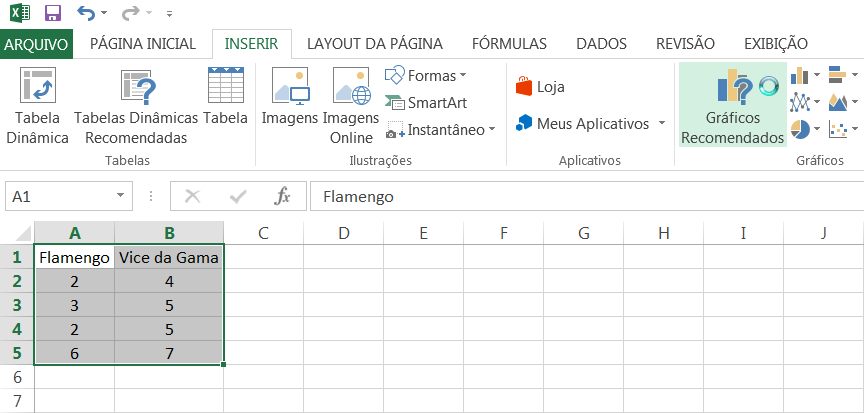 ARQUIVO PÁGINA INICIAL INSERIR LAYOUT DA PÁGINA FÓRMULAS DADOS REVISÃO EXIBIÇÃO
Tabela Dinâmica
Tabelas Dinâmicas Recomendadas
Tabela
Tabelas
Imagens
Imagens Online
Formas
SmartArt
Instantâneo
Ilustrações
Loja
Meus Aplicativos
Aplicativos
Gráficos Recomendados
Gráficos
A1 fx Flamengo
A B C D E F G H I J
1 Flamengo Vice da Gama
2 2 4
3 3 5
4 2 5
5 6 7
6
7